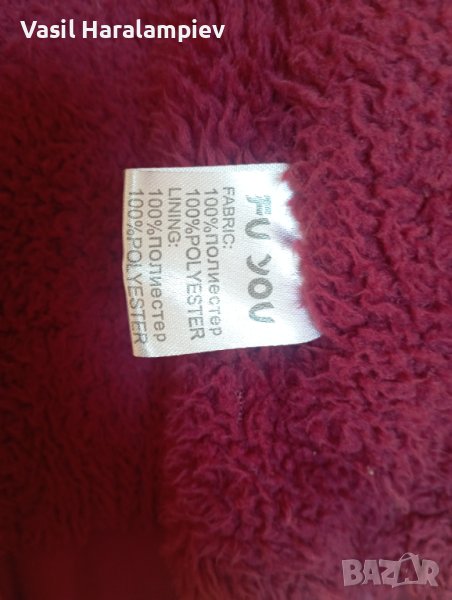 Vasil Haralampiev
Fu you
FABRIC:
100%ПОЛИЕСТЕР
100%POLYESTER
LINING:
100%ПОЛИЕСТЕР
100%POLYESTER
BAZAR